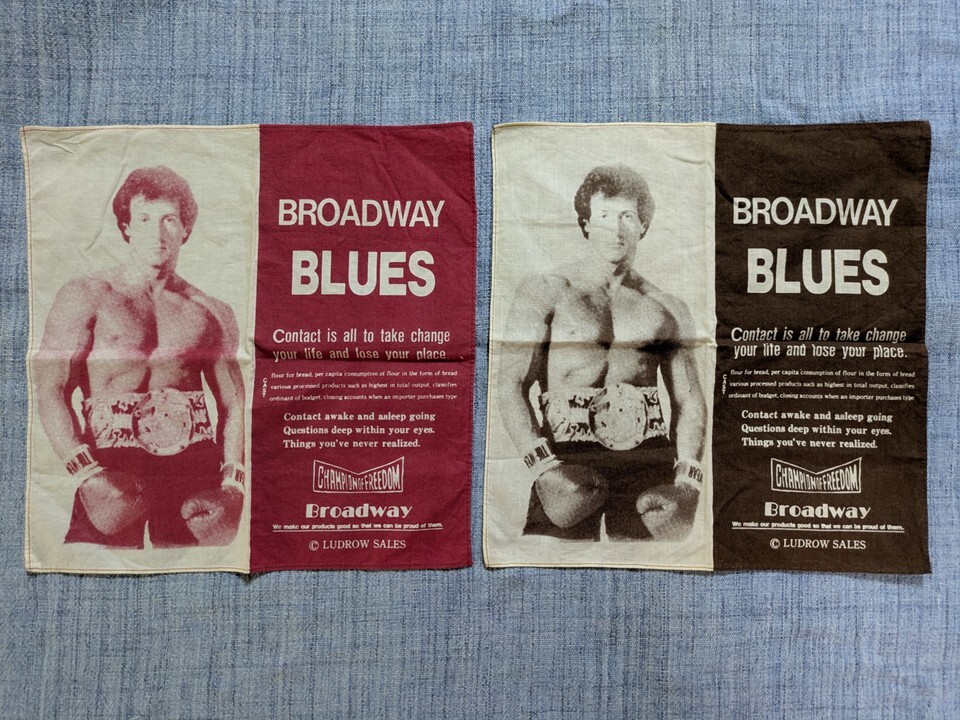 BROADWAY
BLUES
Contact is all to take change
your life and lose your place.
flour for bread, per capita consumption of flour in the form of bread
various processed products such as highest in total output, classifies
ordinant of budget, closing accounts when an importer purchases type
Contact awake and asleep going
Questions deep within your eyes.
Things you've never realized.
CHAMPION OF FREEDOM
Broadway
We make our products good so that we can be proud of them.
© LUDROW SALES
BROADWAY
BLUES
Contact is all to take change
your life and lose your place.
flour for bread, per capita consumption of flour in the form of bread
various processed products such as highest in total output, classifies
ordinant of budget, closing accounts when an importer purchases type
Contact awake and asleep going
Questions deep within your eyes.
Things you've never realized.
CHAMPION OF FREEDOM
Broadway
We make our products good so that we can be proud of them.
© LUDROW SALES